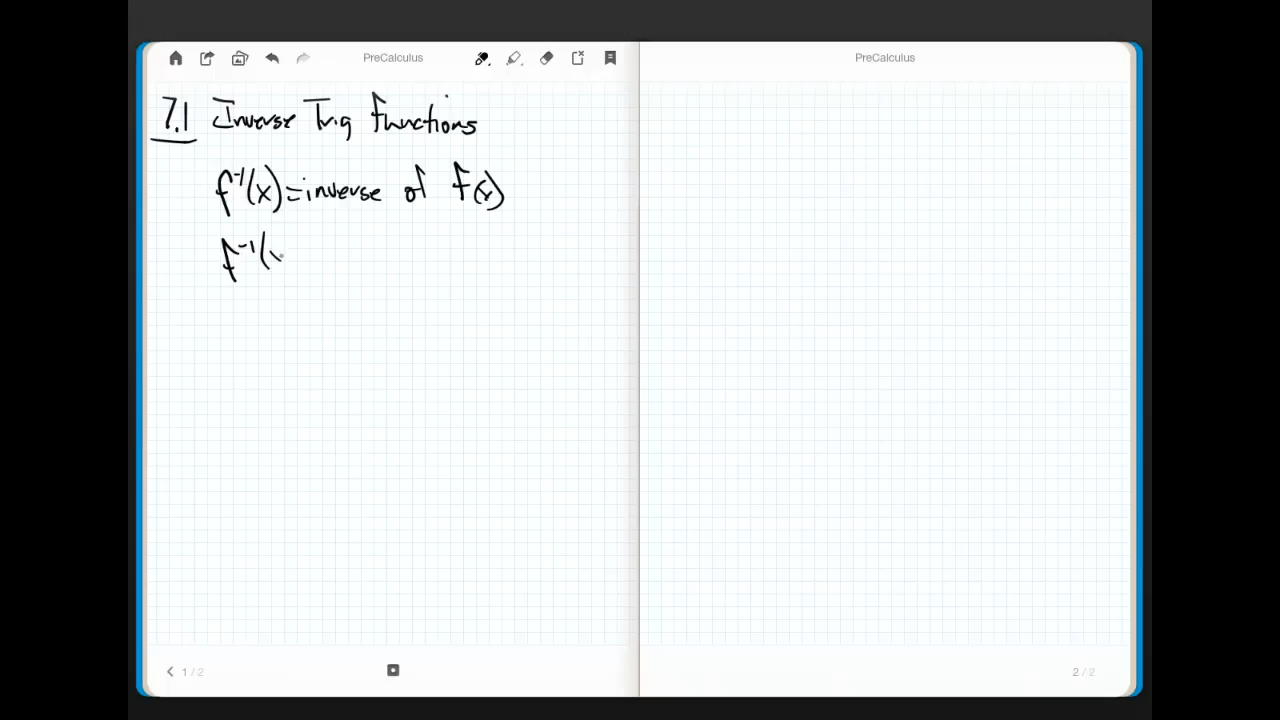 PreCalculus
7.1 Inverse Trig Functions
f⁻¹(x)=inverse of f(x)
f⁻¹(
1 / 2
PreCalculus
2 / 2